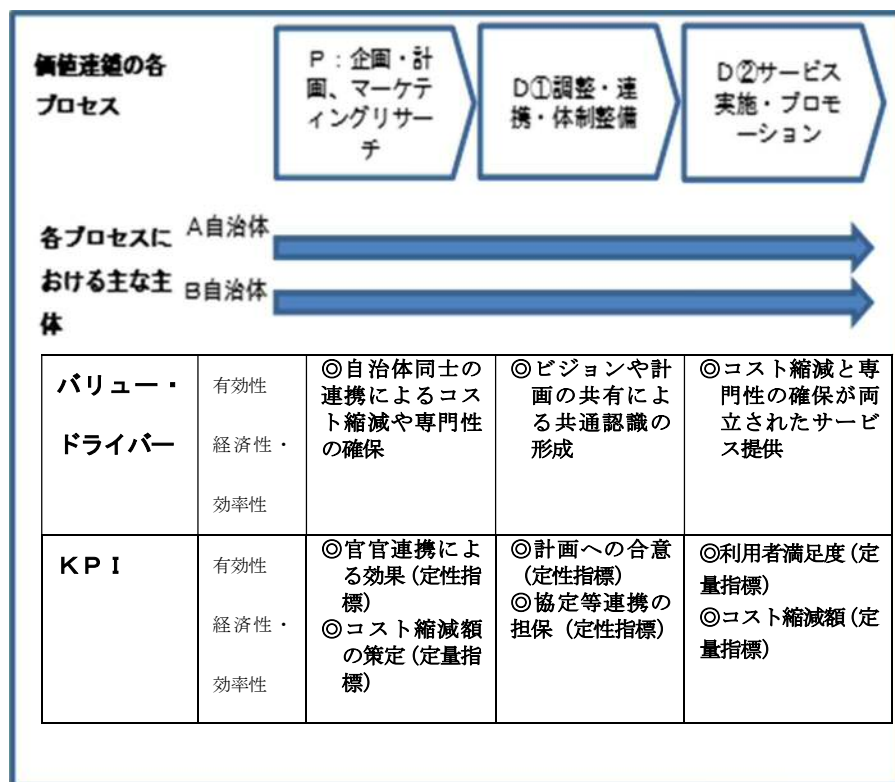 価値連鎖の各
プロセス
P：企画・計
画、マーケテ
ィングリサー
チ
D①調整・連
携・体制整備
D②サービス
実施・プロモ
ーション
各プロセスに
おける主な主
体
A自治体
B自治体
バリュー・
ドライバー
有効性
経済性・
効率性
◎自治体同士の
連携によるコス
ト縮減や専門性
の確保
◎ビジョンや計
画の共有によ
る共通認識の
形成
◎コスト縮減と専
門性の確保が両
立されたサービ
ス提供
ＫＰＩ
有効性
経済性・
効率性
◎官官連携によ
る効果（定性指
標）
◎コスト縮減額
の策定（定量指
標）
◎計画への合意
（定性指標）
◎協定等連携の
担保（定性指標）
◎利用者満足度（定
量指標）
◎コスト縮減額（定
量指標）